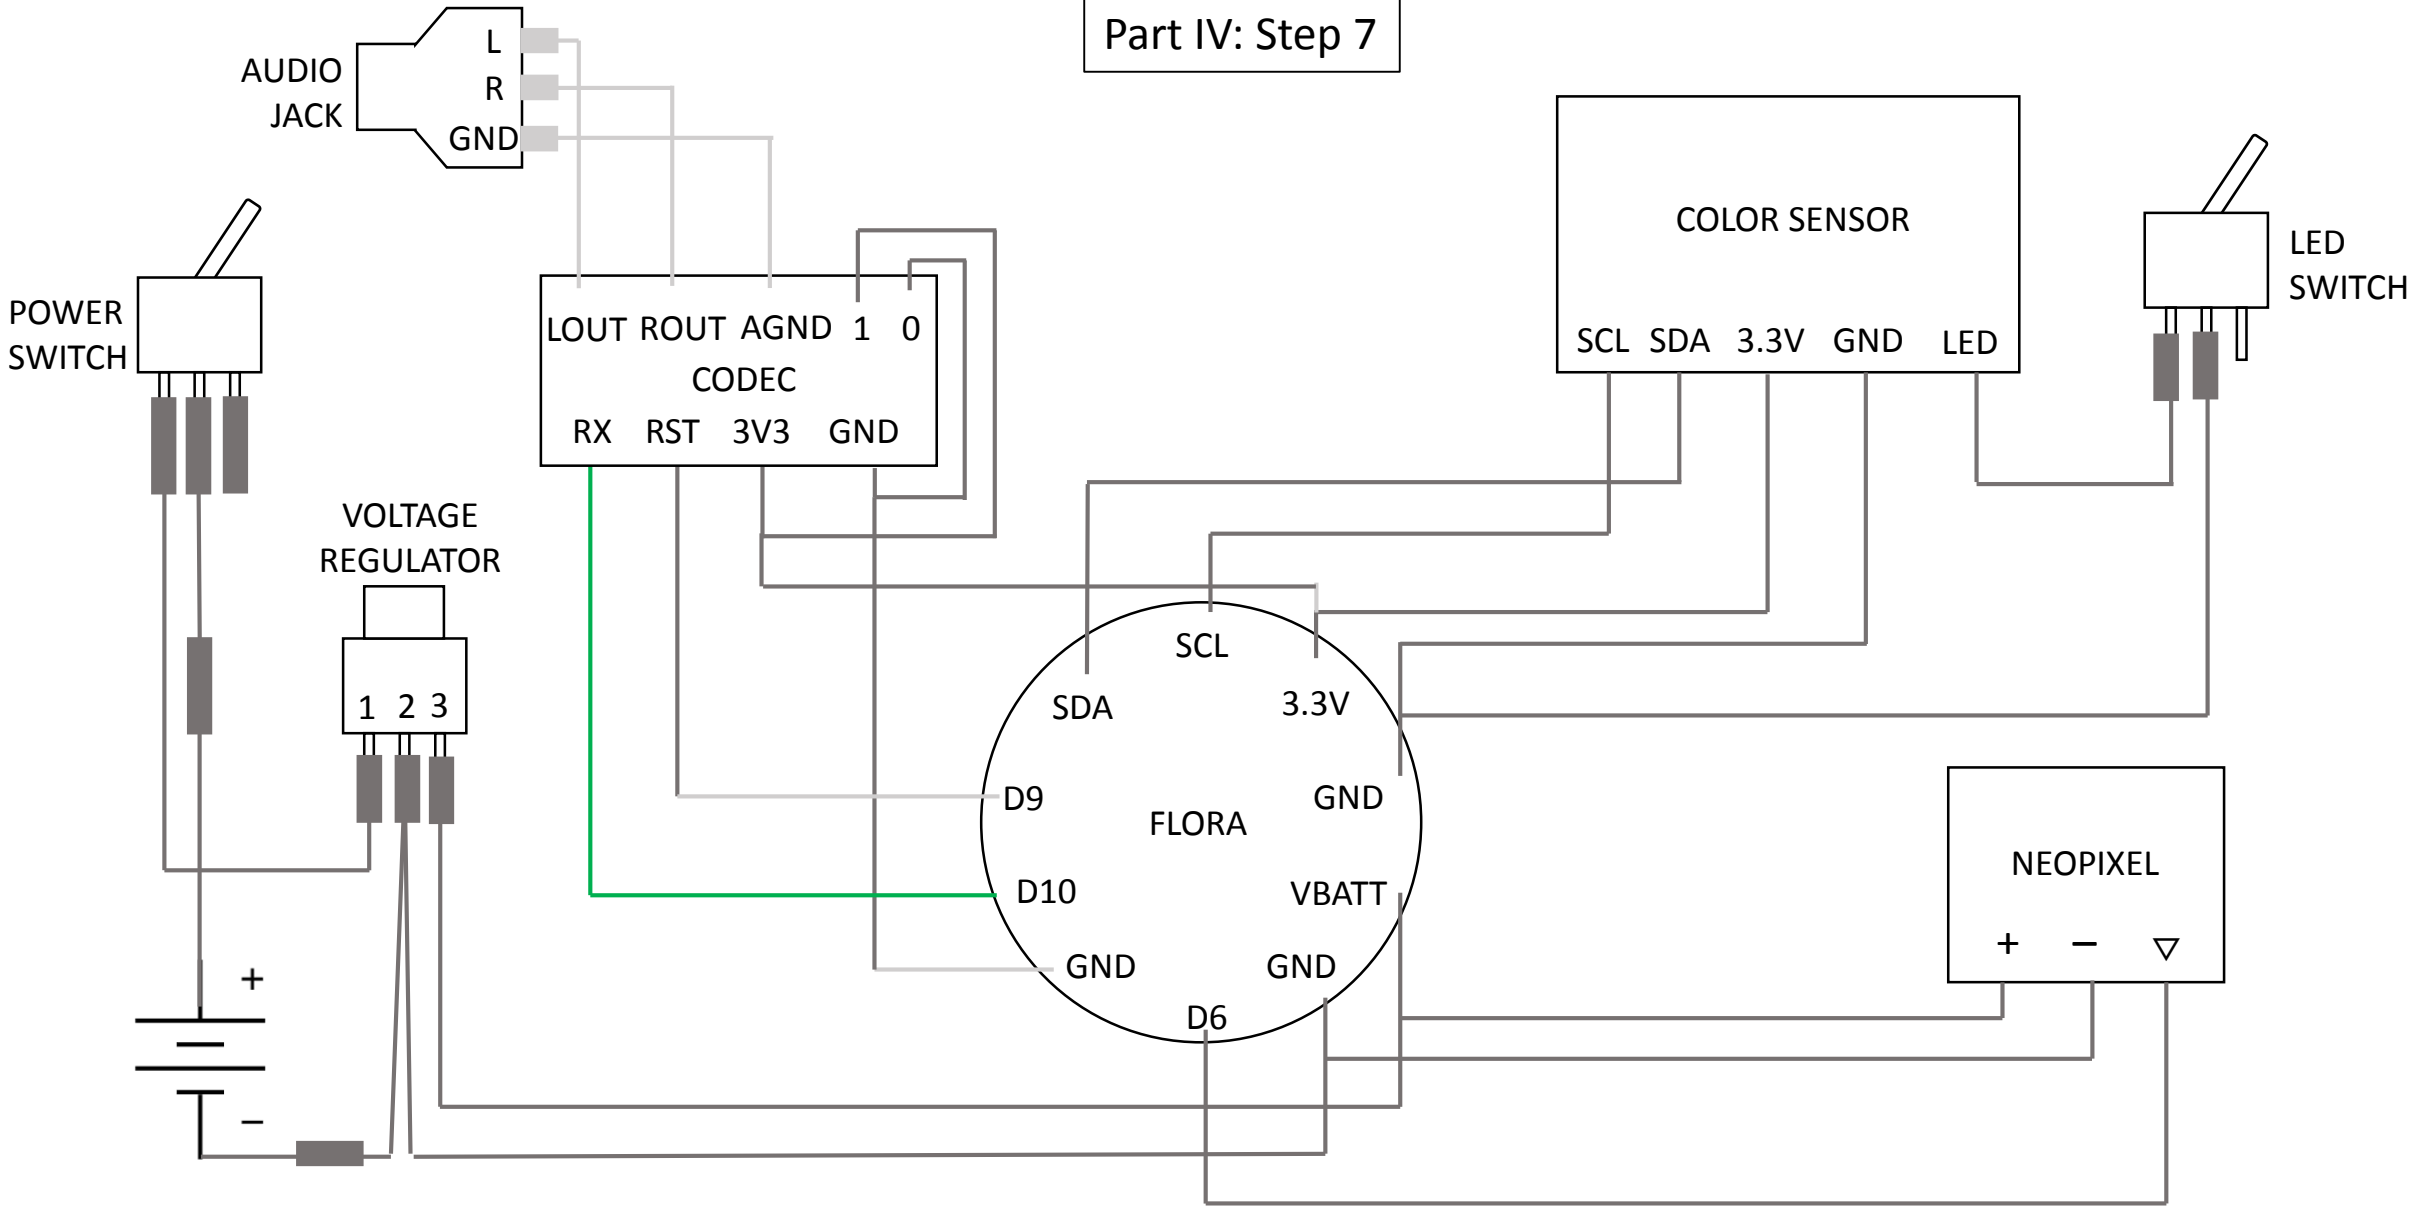 Part IV: Step 7
AUDIO
JACK
L
R
GND
POWER
SWITCH
LOUT ROUT AGND 1 0
CODEC
RX RST 3V3 GND
COLOR SENSOR
SCL SDA 3.3V GND LED
LED
SWITCH
VOLTAGE
REGULATOR
1 2 3
SCL
SDA
3.3V
D9
GND
FLORA
D10
VBATT
GND
GND
D6
NEOPIXEL
+ −
+
−